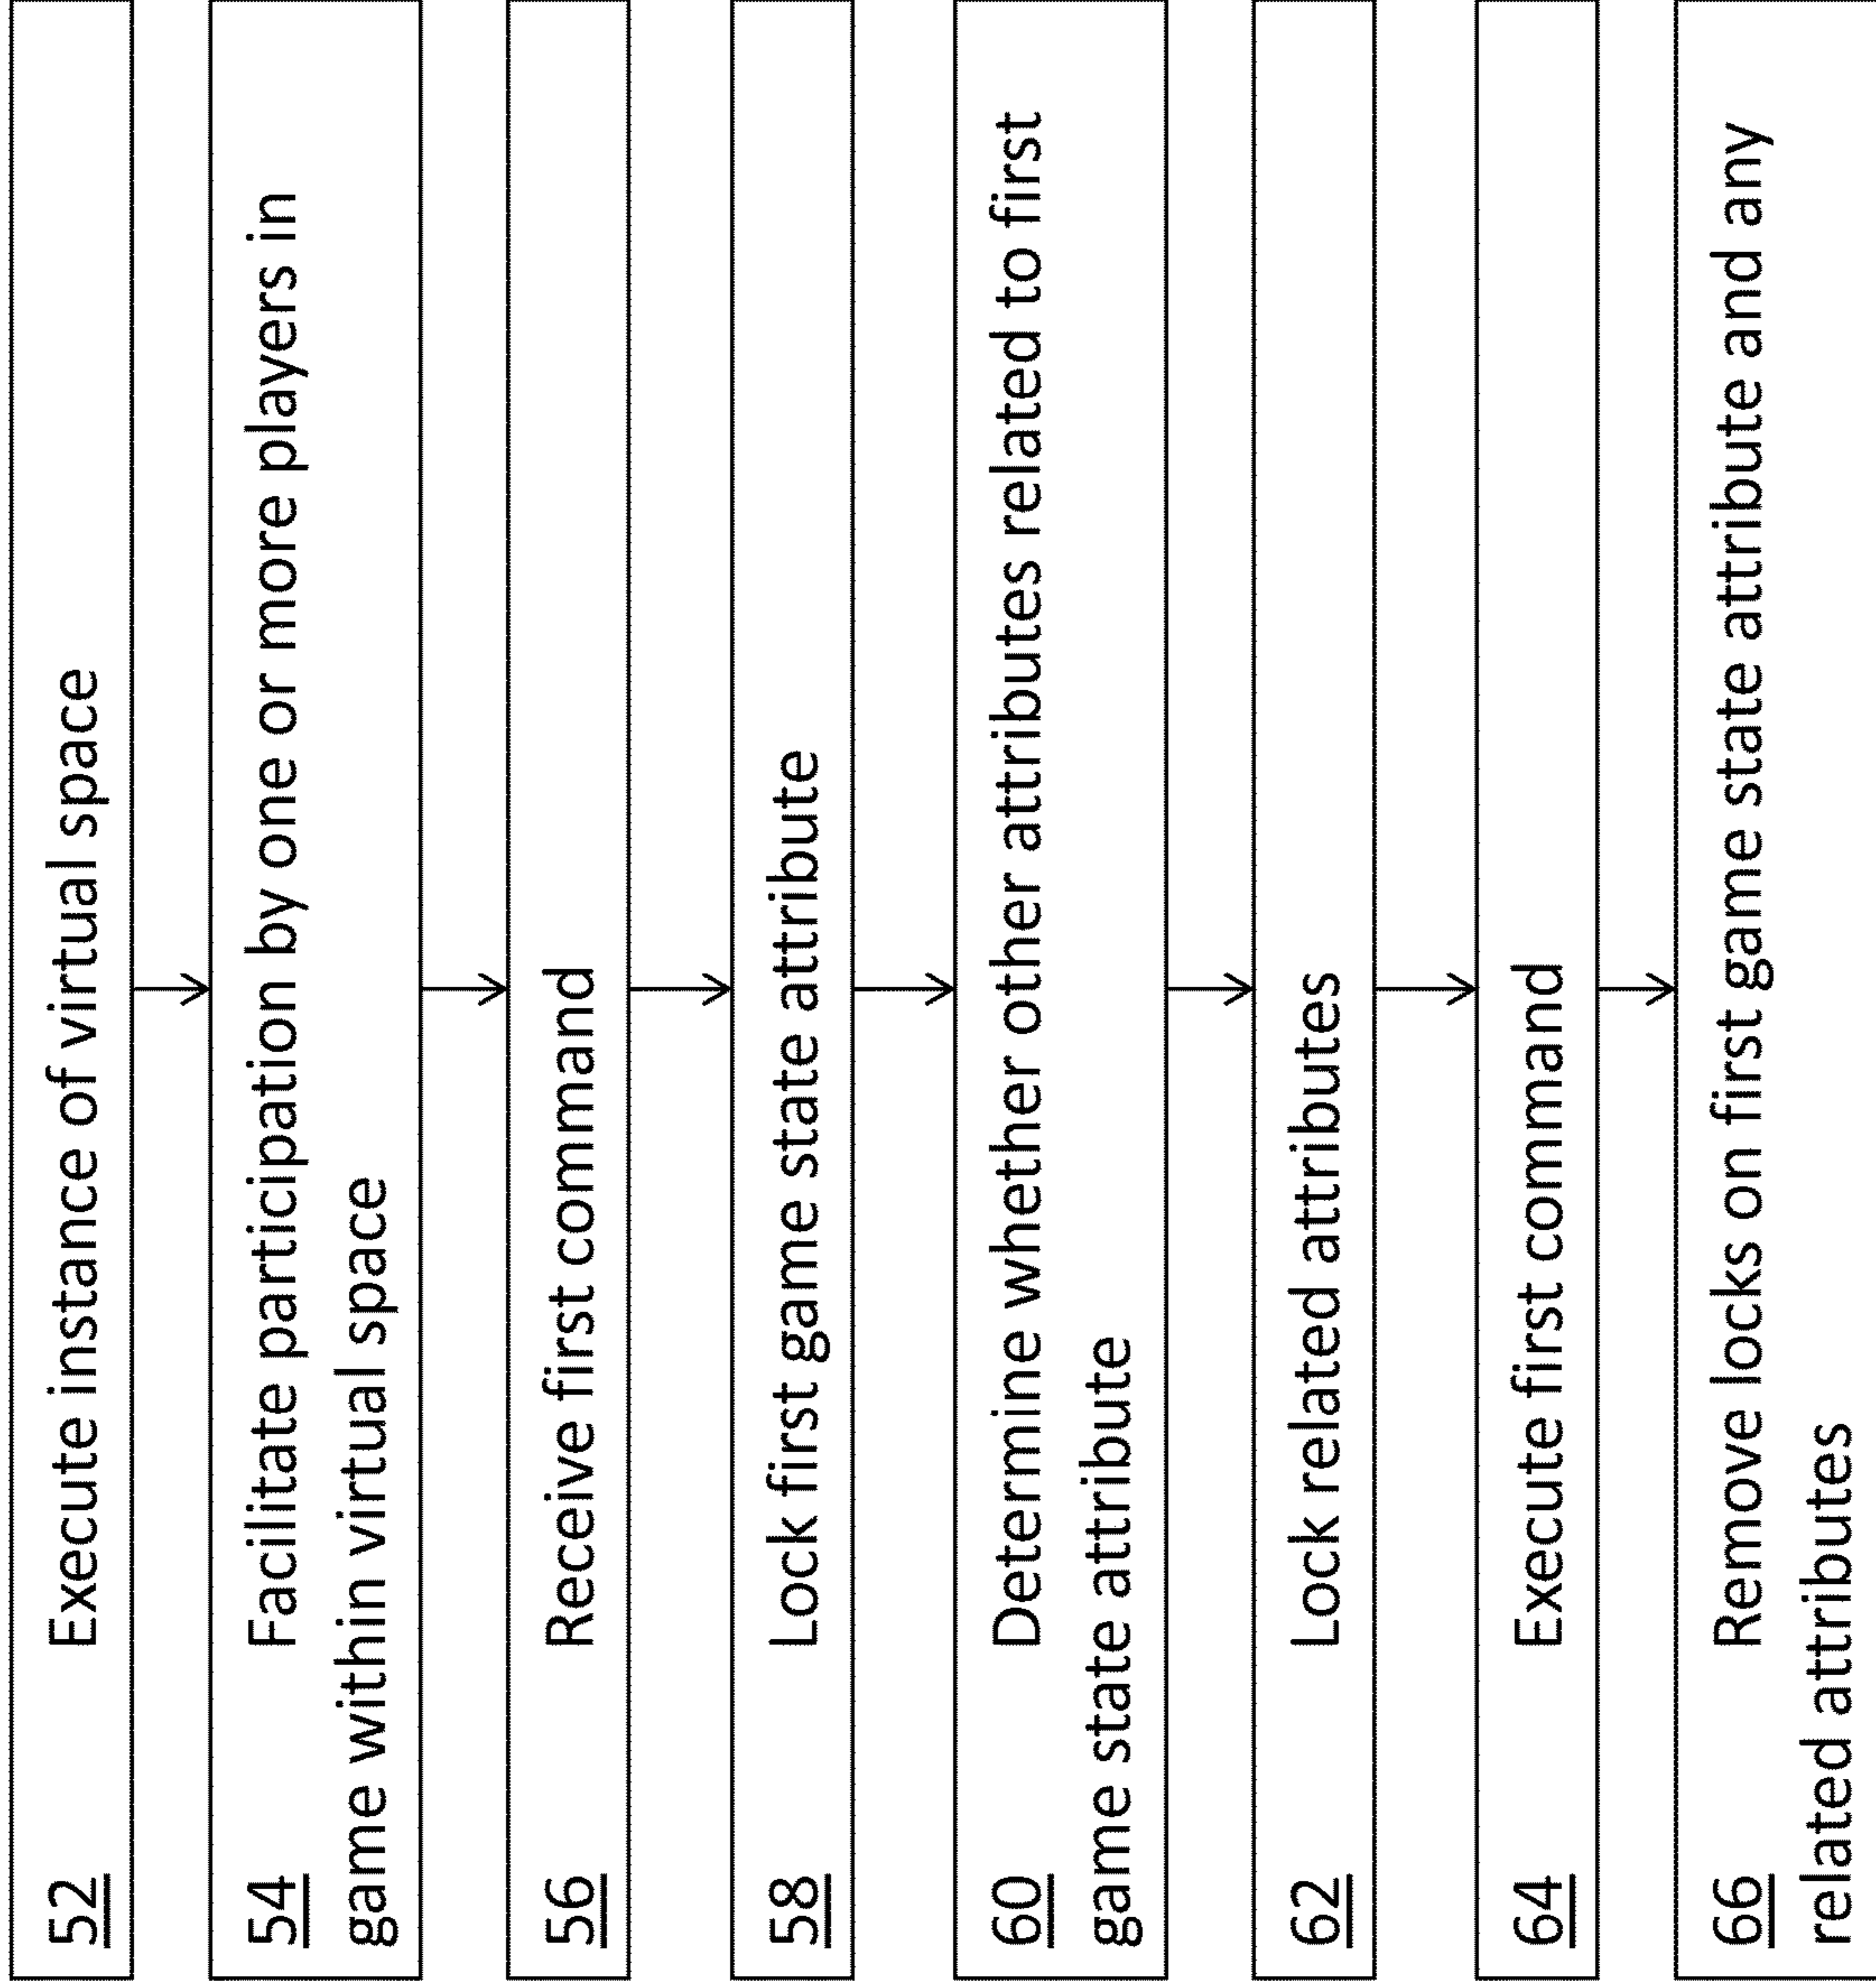 52 Execute instance of virtual space
54 Facilitate participation by one or more players in
game within virtual space
56 Receive first command
58 Lock first game state attribute
60 Determine whether other attributes related to first
game state attribute
62 Lock related attributes
64 Execute first command
66 Remove locks on first game state attribute and any
related attributes